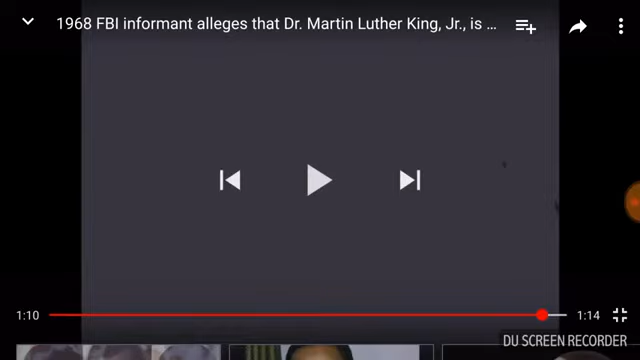 1968 FBI informant alleges that Dr. Martin Luther King, Jr., is ...
1:10
1:14
DU SCREEN RECORDER